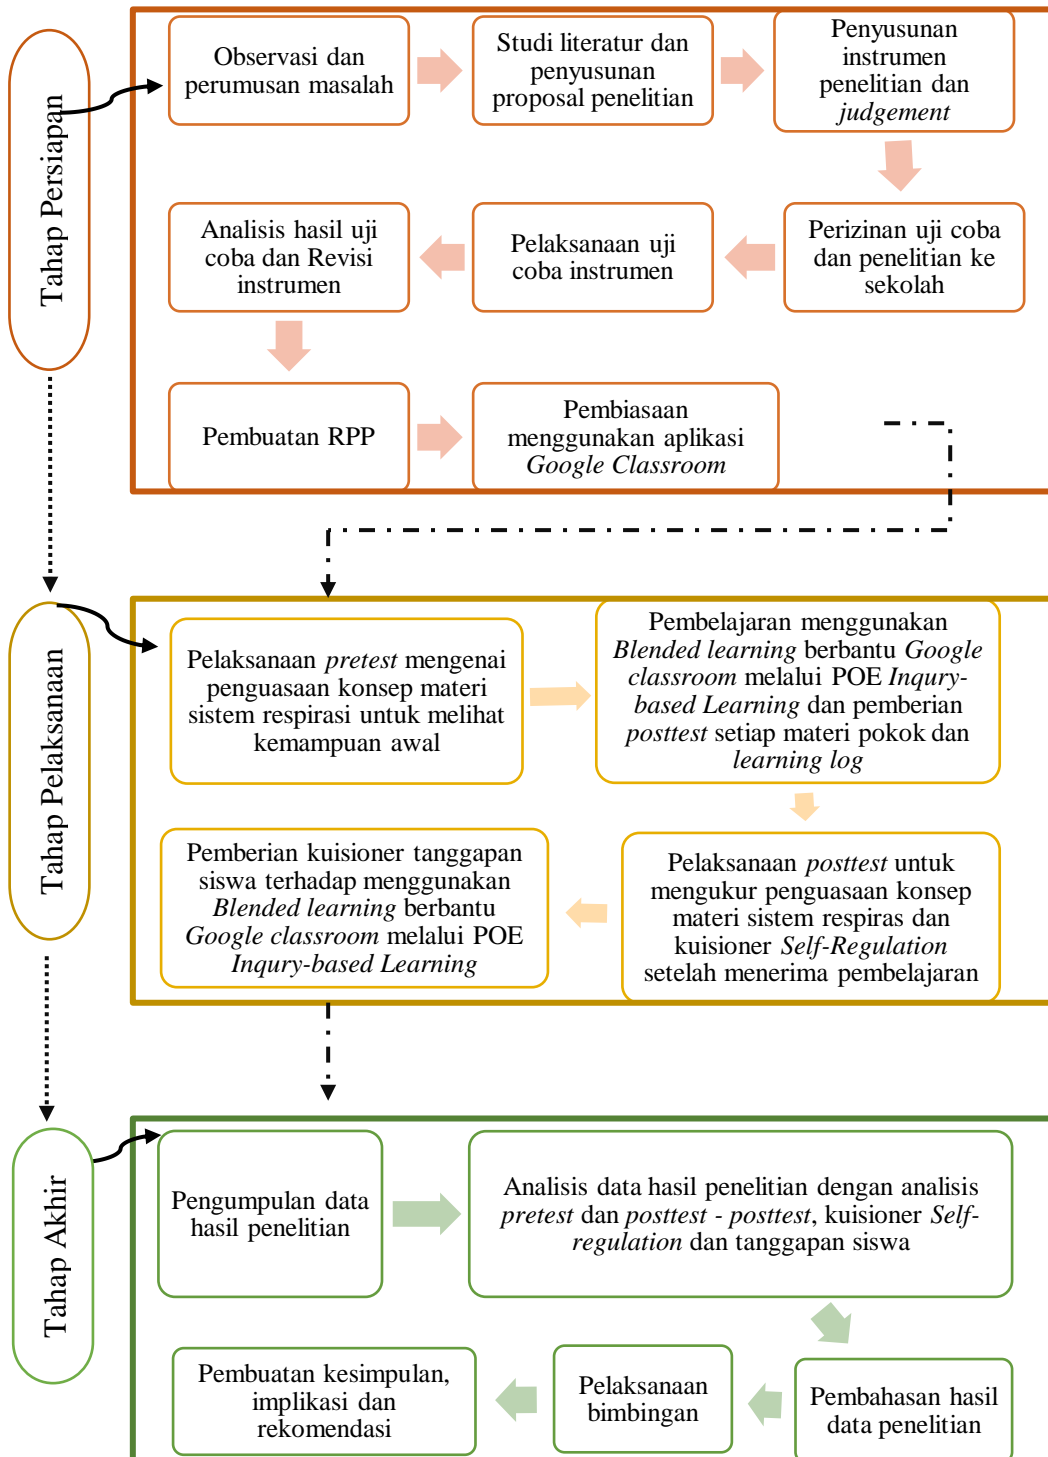 Tahap Persiapan
Observasi dan
perumusan masalah
Studi literatur dan
penyusunan
proposal penelitian
Penyusunan
instrumen
penelitian dan
judgement
Perizinan uji coba
dan penelitian ke
sekolah
Pelaksanaan uji
coba instrumen
Analisis hasil uji
coba dan Revisi
instrumen
Pembuatan RPP
Pembiasaan
menggunakan aplikasi
Google Classroom
Tahap Pelaksanaan
Pelaksanaan pretest mengenai
penguasaan konsep materi
sistem respirasi untuk melihat
kemampuan awal
Pembelajaran menggunakan
Blended learning berbantu Google
classroom melalui POE Inqury-
based Learning dan pemberian
posttest setiap materi pokok dan
learning log
Pelaksanaan posttest untuk
mengukur penguasaan konsep
materi sistem respiras dan
kuisioner Self-Regulation
setelah menerima pembelajaran
Pemberian kuisioner tanggapan
siswa terhadap menggunakan
Blended learning berbantu
Google classroom melalui POE
Inqury-based Learning
Tahap Akhir
Pengumpulan data
hasil penelitian
Analisis data hasil penelitian dengan analisis
pretest dan posttest - posttest, kuisioner Self-
regulation dan tanggapan siswa
Pembahasan hasil
data penelitian
Pelaksanaan
bimbingan
Pembuatan kesimpulan,
implikasi dan
rekomendasi